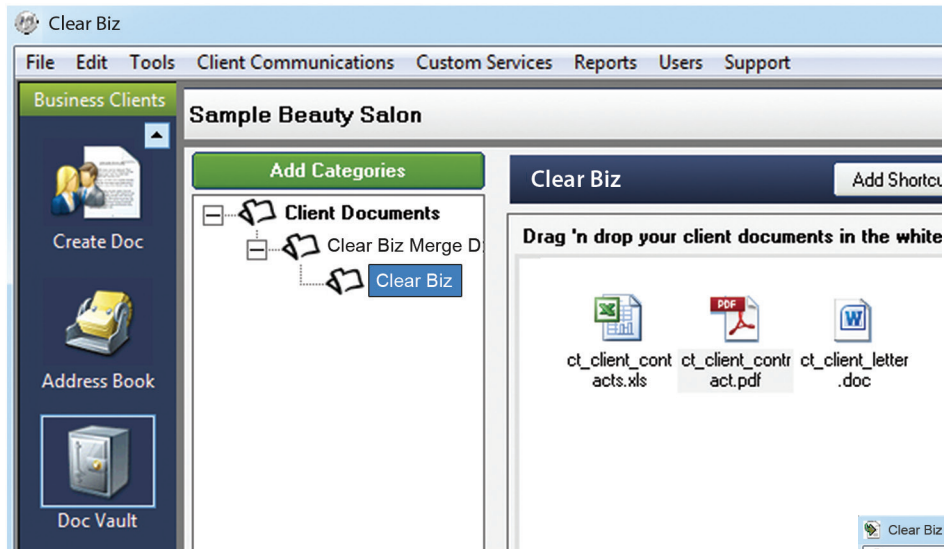 Clear Biz
File Edit Tools Client Communications Custom Services Reports Users Support
Business Clients
Sample Beauty Salon
Create Doc
Address Book
Doc Vault
Add Categories
Client Documents
Clear Biz Merge D
Clear Biz
Clear Biz
Add Shortcu
Drag 'n drop your client documents in the white
ct_client_cont
acts.xls
PDF
ct_client_contr
act.pdf
W
ct_client_letter
.doc
Clear Biz